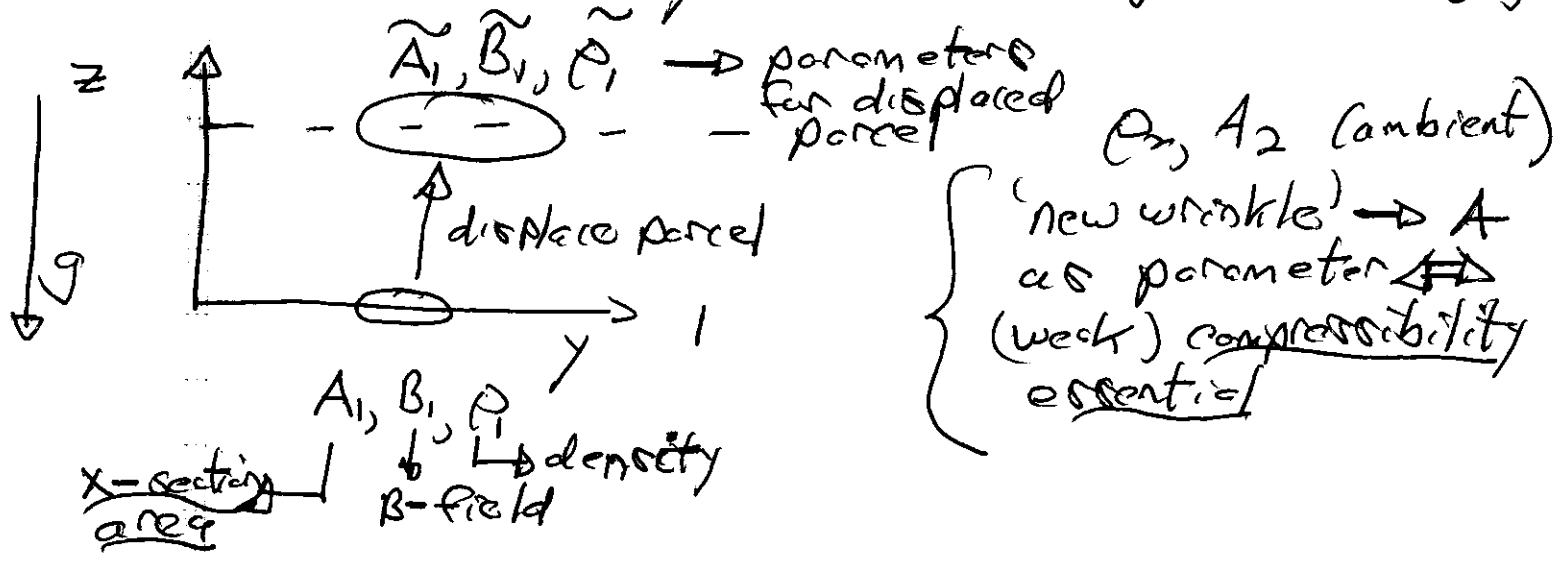 z
Ã₁, B̃₁, ρ̃₁ → parameters
for displaced
parcel
ρ₂, A₂ (ambient)
'new wrinkle' → A
as parameter ⇔
(weak) compressibility
essential
g
displace parcel
y
1
A₁, B₁, ρ₁
→ density
x-section
area
B-field